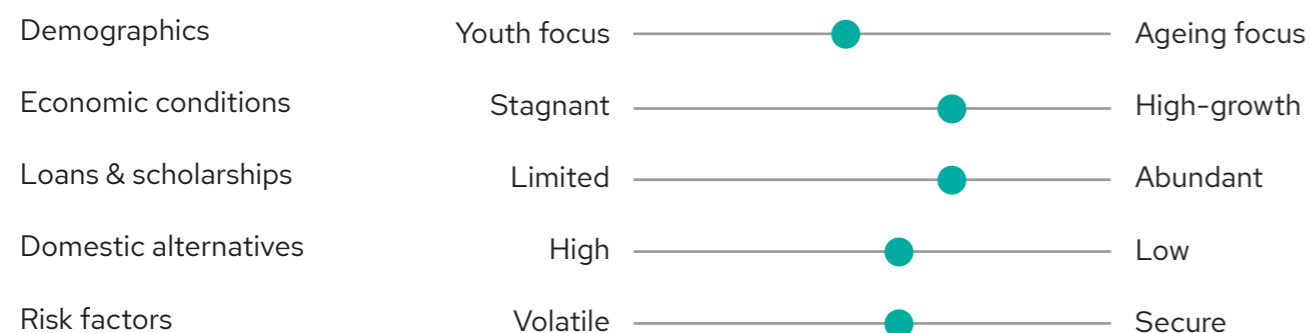 Demographics Youth focus Ageing focus
Economic conditions Stagnant High-growth
Loans & scholarships Limited Abundant
Domestic alternatives High Low
Risk factors Volatile Secure